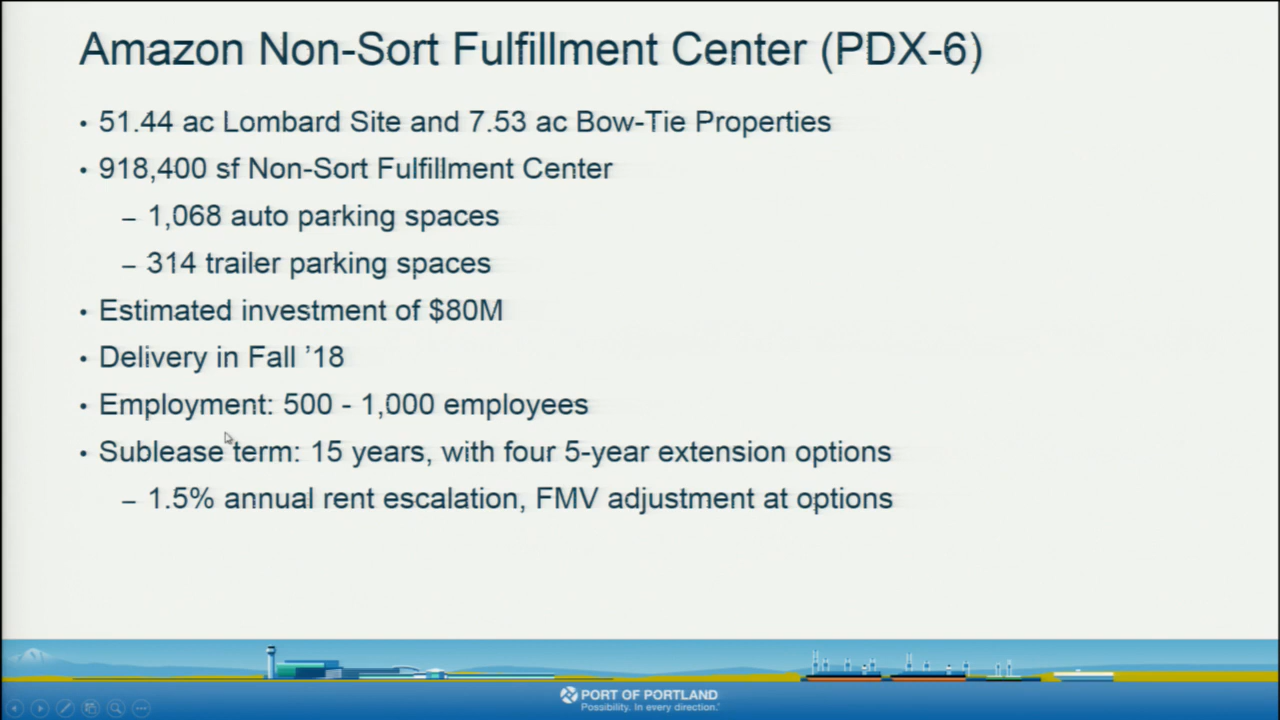 Amazon Non-Sort Fulfillment Center (PDX-6)
• 51.44 ac Lombard Site and 7.53 ac Bow-Tie Properties
• 918,400 sf Non-Sort Fulfillment Center
– 1,068 auto parking spaces
– 314 trailer parking spaces
• Estimated investment of $80M
• Delivery in Fall ’18
• Employment: 500 - 1,000 employees
• Sublease term: 15 years, with four 5-year extension options
– 1.5% annual rent escalation, FMV adjustment at options
PORT OF PORTLAND
Possibility. In every direction.